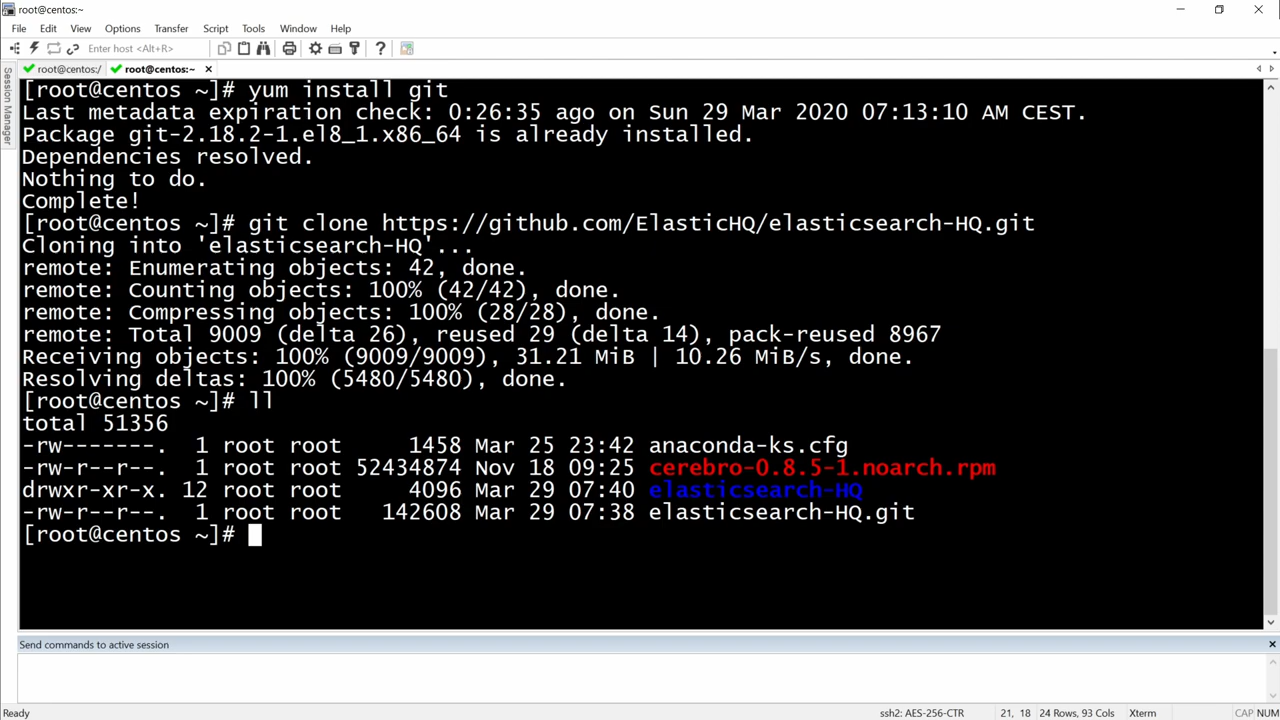 root@centos:~
File Edit View Options Transfer Script Tools Window Help
Enter host <Alt+R>
root@centos:/ root@centos:~
Session Manager
[root@centos ~]# yum install git
Last metadata expiration check: 0:26:35 ago on Sun 29 Mar 2020 07:13:10 AM CEST.
Package git-2.18.2-1.el8_1.x86_64 is already installed.
Dependencies resolved.
Nothing to do.
Complete!
[root@centos ~]# git clone https://github.com/ElasticHQ/elasticsearch-HQ.git
Cloning into 'elasticsearch-HQ'...
remote: Enumerating objects: 42, done.
remote: Counting objects: 100% (42/42), done.
remote: Compressing objects: 100% (28/28), done.
remote: Total 9009 (delta 26), reused 29 (delta 14), pack-reused 8967
Receiving objects: 100% (9009/9009), 31.21 MiB | 10.26 MiB/s, done.
Resolving deltas: 100% (5480/5480), done.
[root@centos ~]# ll
total 51356
-rw-------. 1 root root 1458 Mar 25 23:42 anaconda-ks.cfg
-rw-r--r--. 1 root root 52434874 Nov 18 09:25 cerebro-0.8.5-1.noarch.rpm
drwxr-xr-x. 12 root root 4096 Mar 29 07:40 elasticsearch-HQ
-rw-r--r--. 1 root root 142608 Mar 29 07:38 elasticsearch-HQ.git
[root@centos ~]#
Send commands to active session
Ready ssh2: AES-256-CTR 21, 18 24 Rows, 93 Cols Xterm CAP NUM